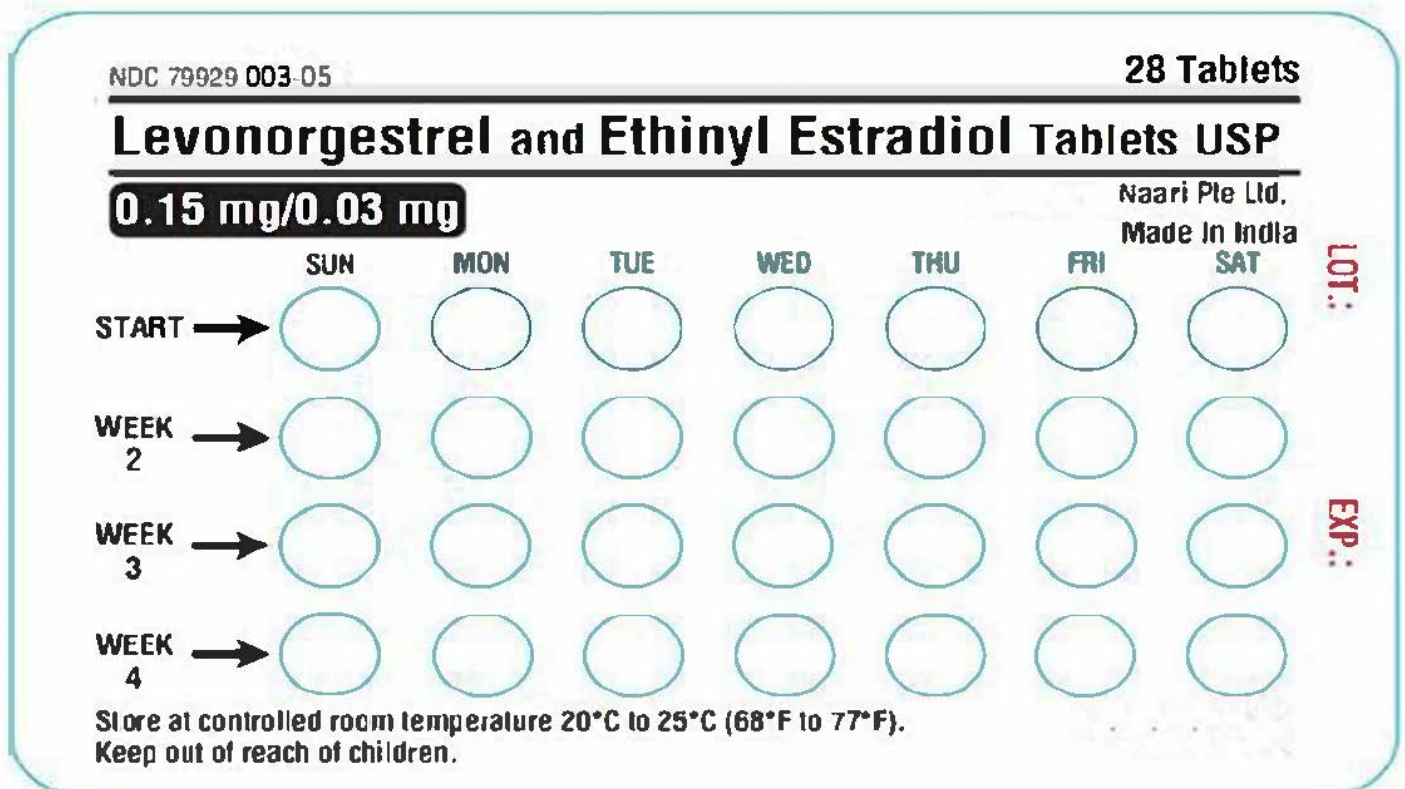 NDC 79929 003-05
28 Tablets
Levonorgestrel and Ethinyl Estradiol Tablets USP
0.15 mg/0.03 mg
Naari Pte Ltd.
Made In India
SUN MON TUE WED THU FRI SAT
START
WEEK
2
WEEK
3
WEEK
4
Store at controlled room temperature 20°C to 25°C (68°F to 77°F).
Keep out of reach of children.
LOT.:
EXP.: